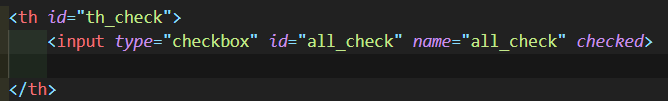 <th id="th_check">
<input type="checkbox" id="all_check" name="all_check" checked>
</th>